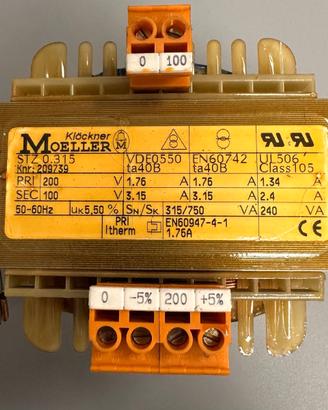 0 100
Klöckner
MOELLER M
STZ 0.315 VDE0550 EN60742 UL506
Knr: 209739 ta40B ta40B Class105
PRI 200 V 1.76 A 1.76 A 1.34 A
SEC 100 V 3.15 A 3.15 A 2.4 A
50-60Hz uK5,50 % SN/SK 315/750 VA 240 VA
PRI EN60947-4-1
Itherm 1.76A CE
0 -5% 200 +5%